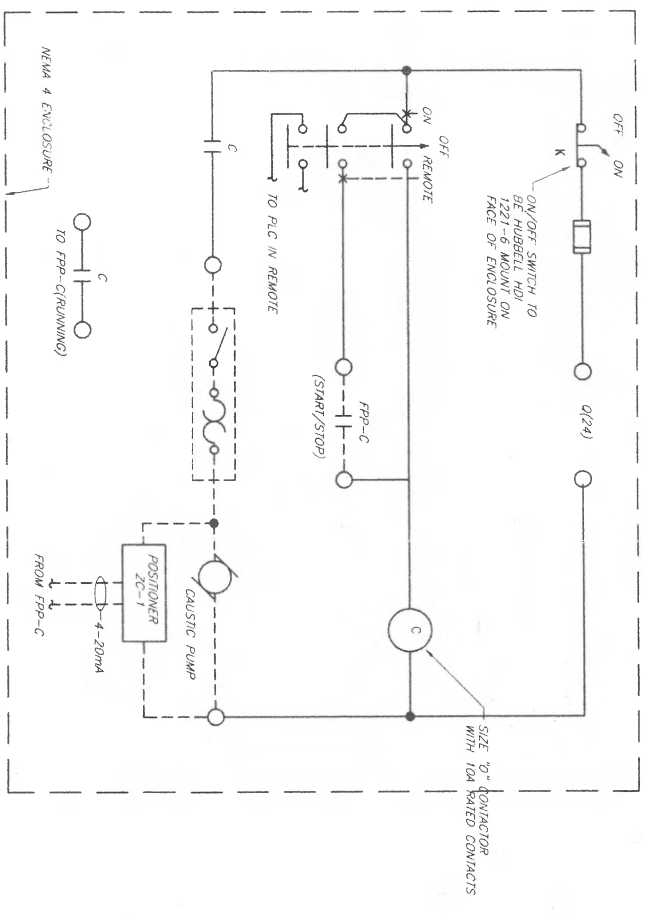 OFF
ON
K
ON/OFF SWITCH TO
BE HUBBELL HDI
1221-6 MOUNT ON
FACE OF ENCLOSURE
Q(24)
ON
OFF
REMOTE
TO PLC IN REMOTE
FPP-C
(START/STOP)
C
SIZE "0" CONTACTOR
WITH 10A RATED CONTACTS
C
CAUSTIC PUMP
POSITIONER
ZC-1
4-20mA
FROM FPP-C
C
TO FPP-C(RUNNING)
NEMA 4 ENCLOSURE